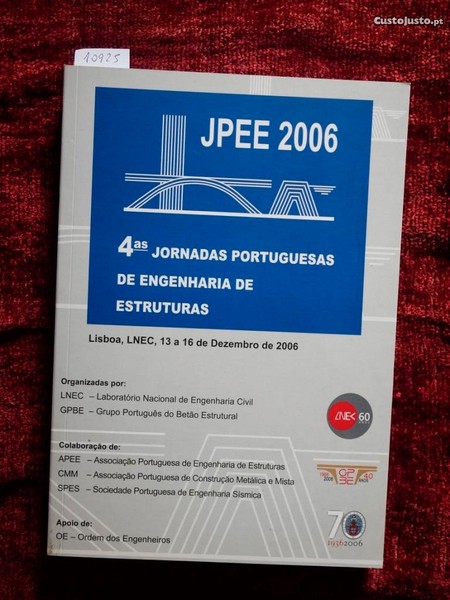 CustoJusto.pt
10925
JPEE 2006
4as JORNADAS PORTUGUESAS
DE ENGENHARIA DE
ESTRUTURAS
Lisboa, LNEC, 13 a 16 de Dezembro de 2006
Organizadas por:
LNEC – Laboratório Nacional de Engenharia Civil
GPBE – Grupo Português do Betão Estrutural
LNEC 60
Colaboração de:
APEE – Associação Portuguesa de Engenharia de Estruturas
CMM – Associação Portuguesa de Construção Metálica e Mista
SPES – Sociedade Portuguesa de Engenharia Sísmica
GPBE 40
Apoio de:
OE – Ordem dos Engenheiros
70
1936 2006